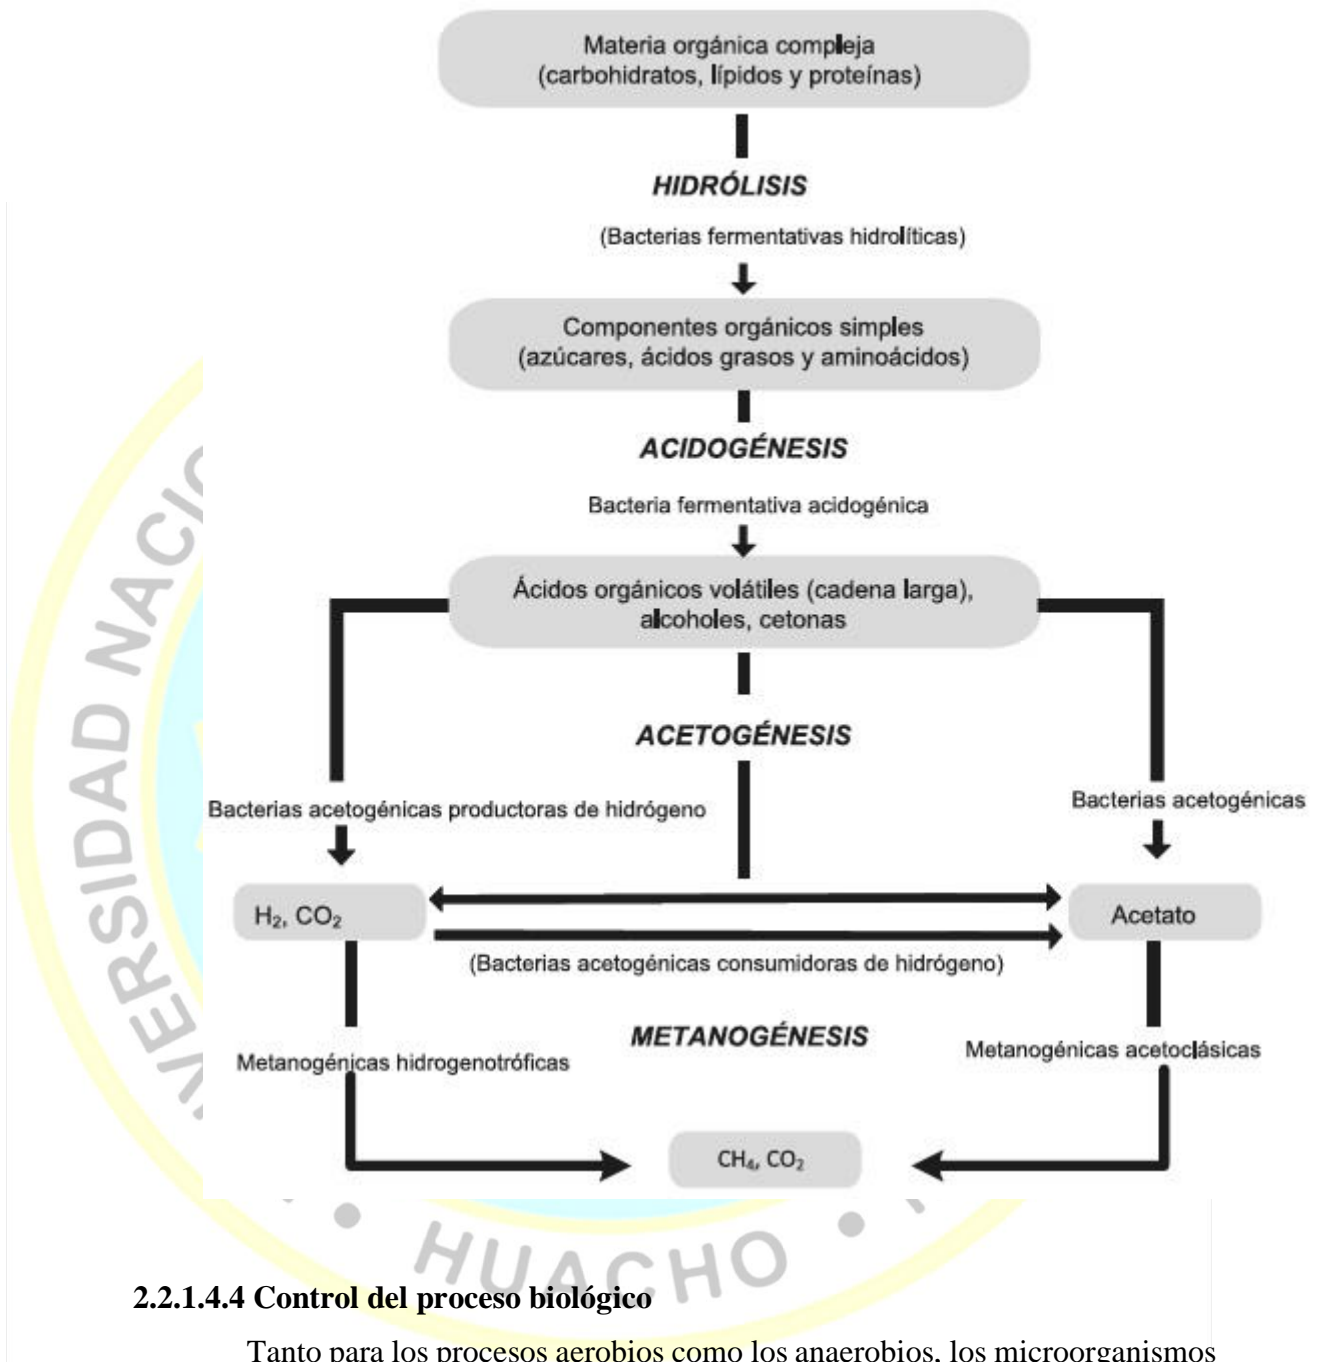 Materia orgánica compleja
(carbohidratos, lípidos y proteínas)
HIDRÓLISIS
(Bacterias fermentativas hidrolíticas)
Componentes orgánicos simples
(azúcares, ácidos grasos y aminoácidos)
ACIDOGÉNESIS
Bacteria fermentativa acidogénica
Ácidos orgánicos volátiles (cadena larga),
alcoholes, cetonas
ACETOGÉNESIS
Bacterias acetogénicas productoras de hidrógeno
Bacterias acetogénicas
H₂, CO₂
Acetato
(Bacterias acetogénicas consumidoras de hidrógeno)
METANOGÉNESIS
Metanogénicas hidrogenotróficas
Metanogénicas acetoclásicas
CH₄, CO₂
HUACHO
2.2.1.4.4 Control del proceso biológico
Tanto para los procesos aerobios como los anaerobios, los microorganismos